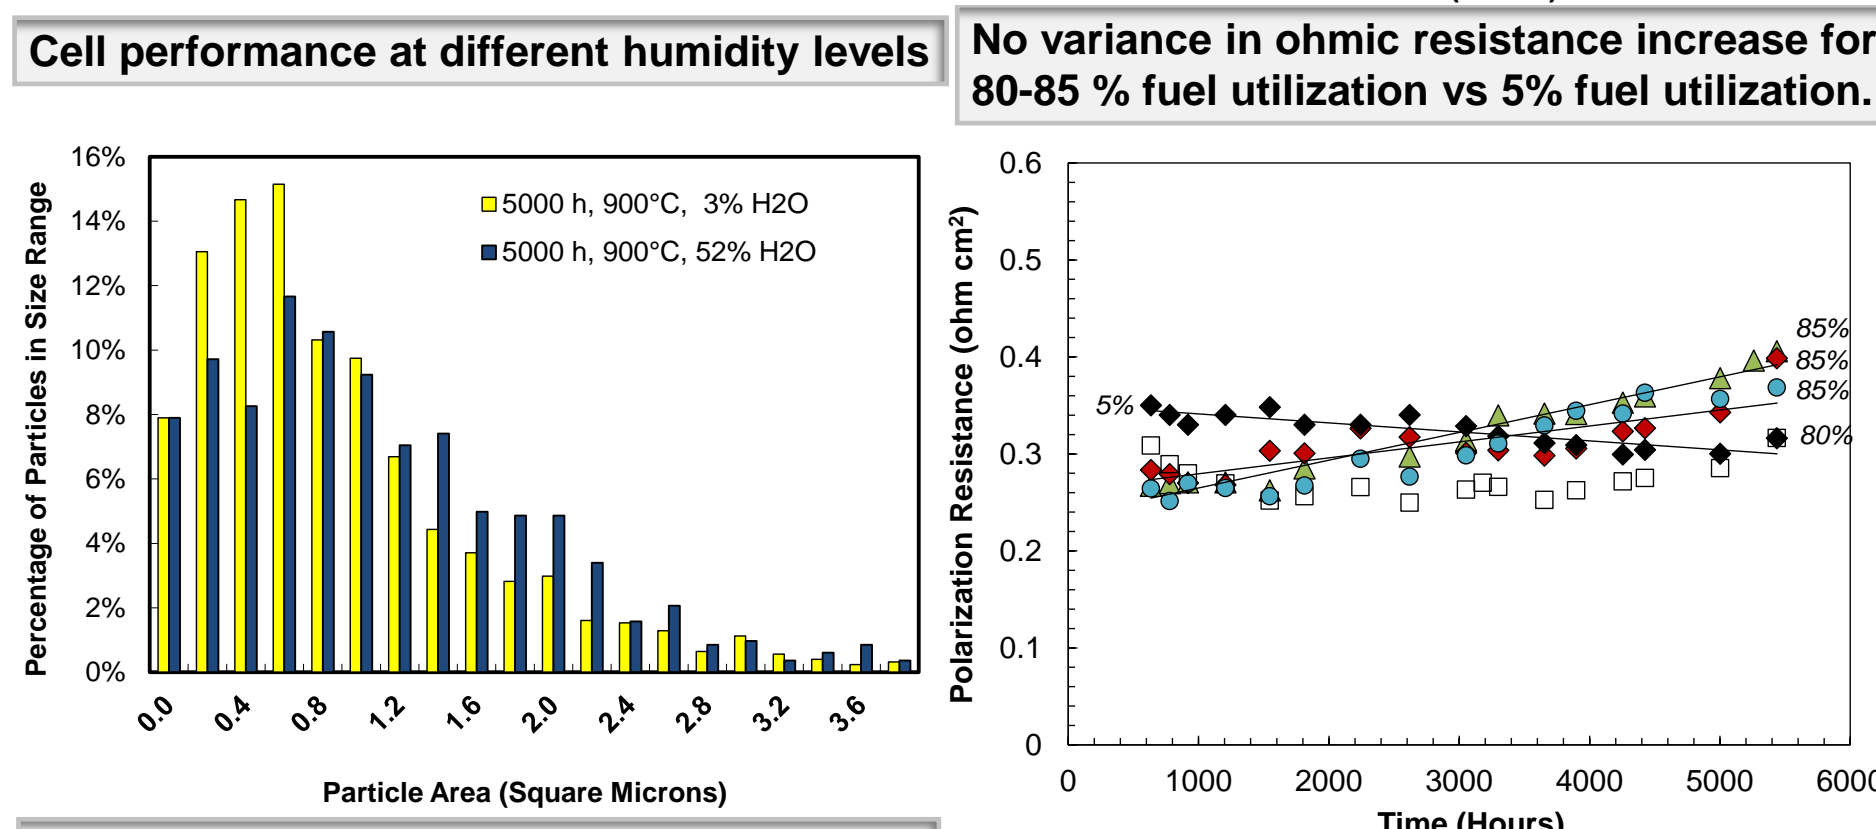 Cell performance at different humidity levels
No variance in ohmic resistance increase for
80-85 % fuel utilization vs 5% fuel utilization.
Percentage of Particles in Size Range
16%
14%
12%
10%
8%
6%
4%
2%
0%
5000 h, 900°C, 3% H2O
5000 h, 900°C, 52% H2O
0.0 0.4 0.8 1.2 1.6 2.0 2.4 2.8 3.2 3.6
Particle Area (Square Microns)
Polarization Resistance (ohm cm²)
0.6
0.5
0.4
0.3
0.2
0.1
0
5%
85%
85%
85%
80%
0 1000 2000 3000 4000 5000 6000
Time (Hours)